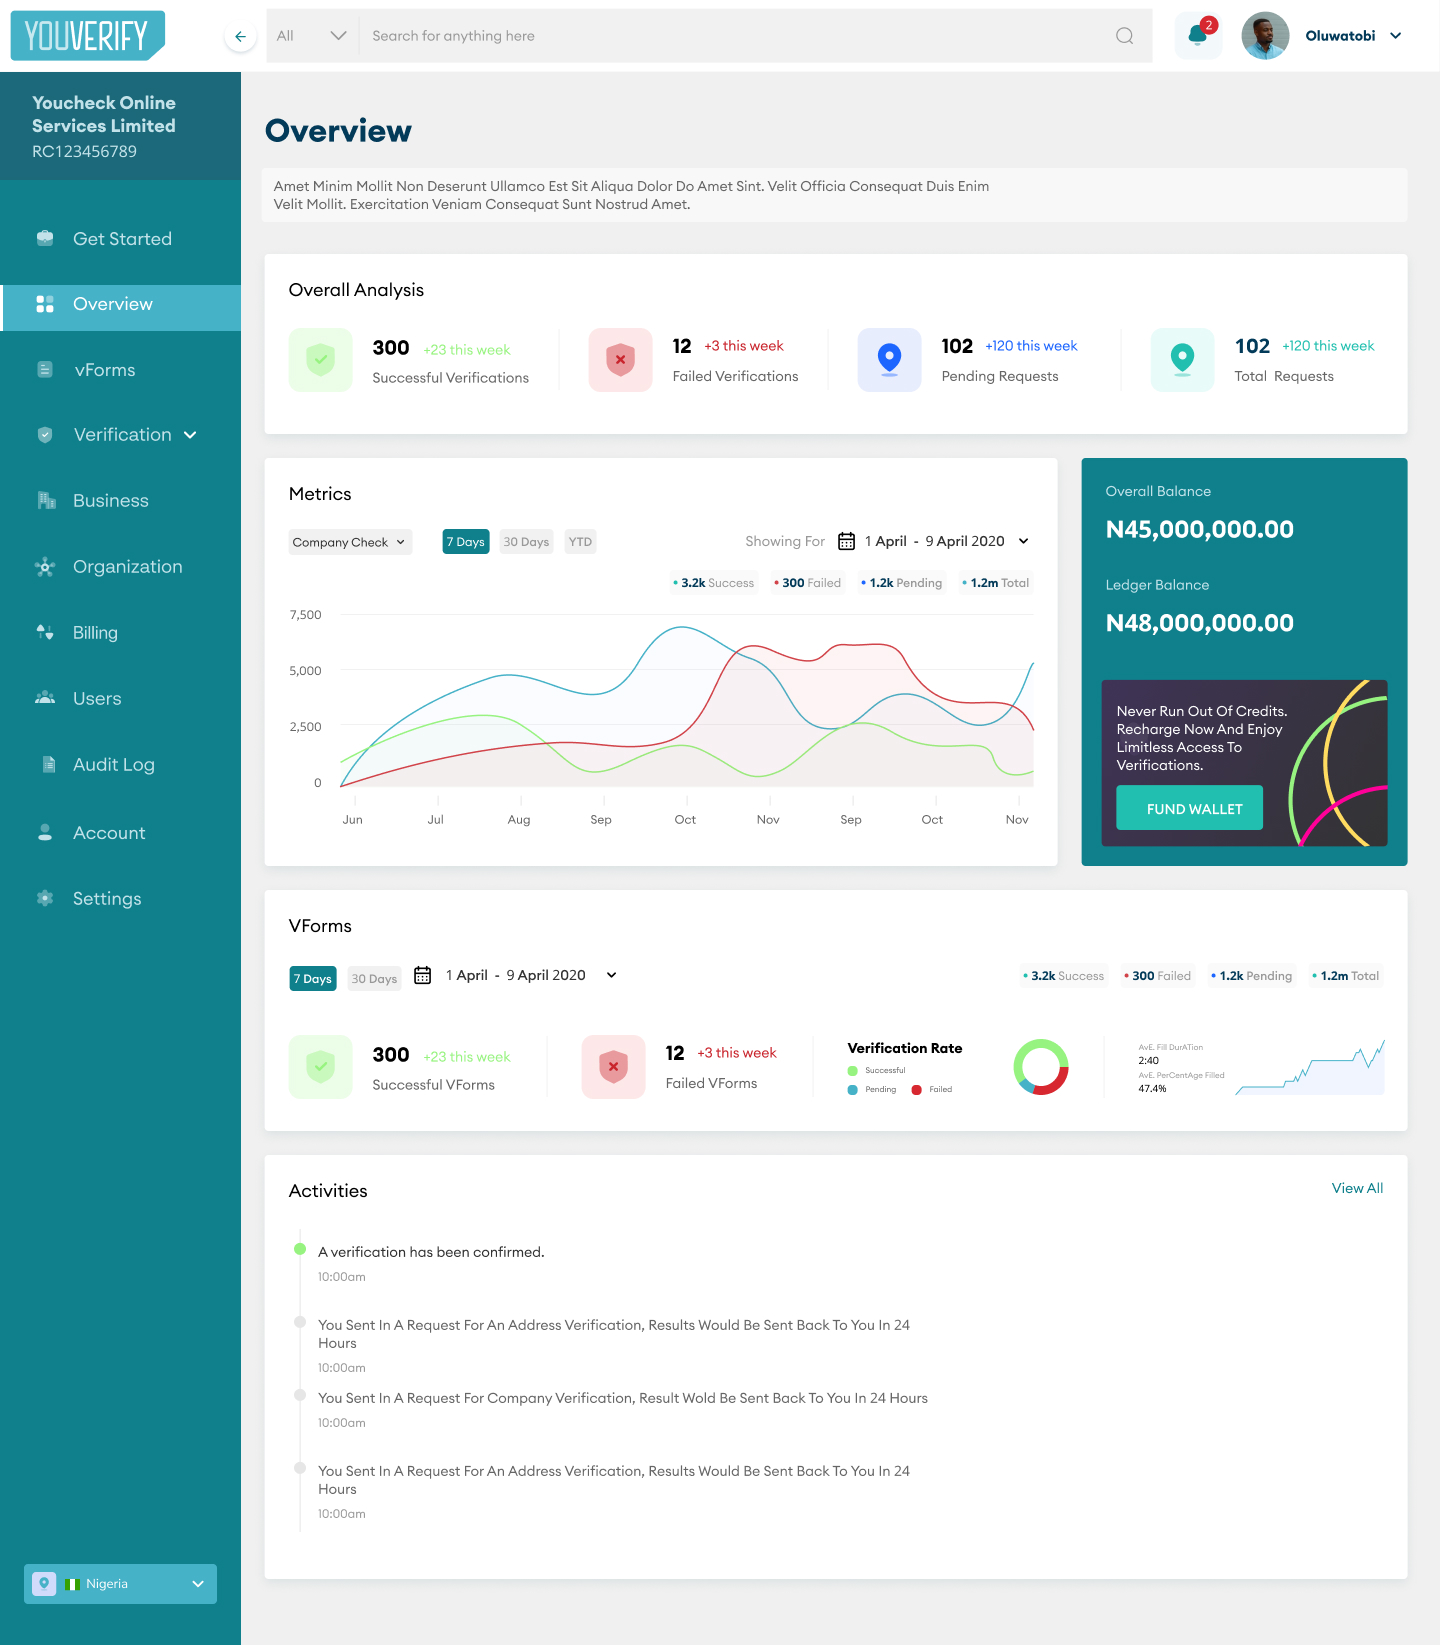 YOUVERIFY
All
Search for anything here
2
Oluwatobi
Youcheck Online
Services Limited
RC123456789
Get Started
Overview
vForms
Verification
Business
Organization
Billing
Users
Audit Log
Account
Settings
Nigeria
Overview
Amet Minim Mollit Non Deserunt Ullamco Est Sit Aliqua Dolor Do Amet Sint. Velit Officia Consequat Duis Enim
Velit Mollit. Exercitation Veniam Consequat Sunt Nostrud Amet.
Overall Analysis
300 +23 this week
Successful Verifications
12 +3 this week
Failed Verifications
102 +120 this week
Pending Requests
102 +120 this week
Total Requests
Metrics
Company Check
7 Days
30 Days
YTD
Showing For
1 April - 9 April 2020
3.2k Success
300 Failed
1.2k Pending
1.2m Total
7,500
5,000
2,500
0
Jun
Jul
Aug
Sep
Oct
Nov
Sep
Oct
Nov
Overall Balance
N45,000,000.00
Ledger Balance
N48,000,000.00
Never Run Out Of Credits.
Recharge Now And Enjoy
Limitless Access To
Verifications.
FUND WALLET
VForms
7 Days
30 Days
1 April - 9 April 2020
3.2k Success
300 Failed
1.2k Pending
1.2m Total
300 +23 this week
Successful VForms
12 +3 this week
Failed VForms
Verification Rate
Successful
Pending
Failed
AvE. Fill DurATion
2:40
AvE. PerCentAge Filled
47.4%
Activities
View All
A verification has been confirmed.
10:00am
You Sent In A Request For An Address Verification, Results Would Be Sent Back To You In 24
Hours
10:00am
You Sent In A Request For Company Verification, Result Wold Be Sent Back To You In 24 Hours
10:00am
You Sent In A Request For An Address Verification, Results Would Be Sent Back To You In 24
Hours
10:00am